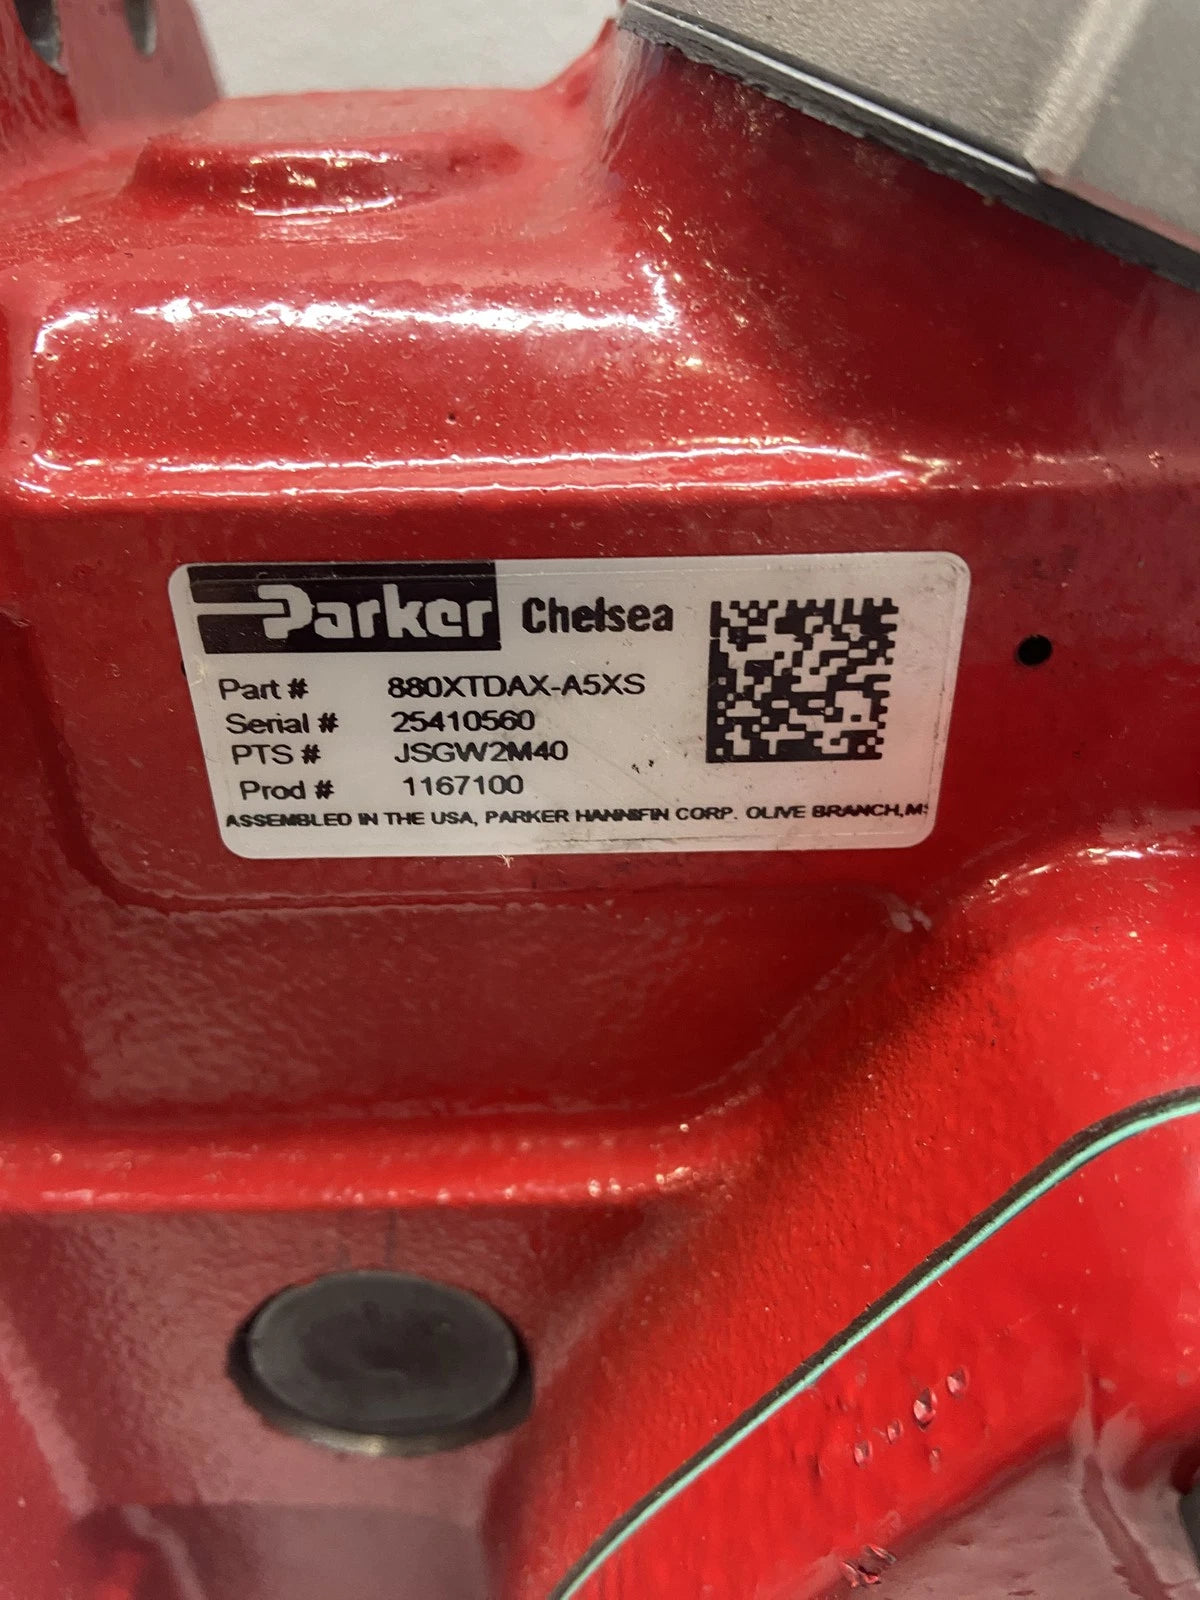 Parker Chelsea
Part # 880XTDAX-A5XS
Serial # 25410560
PTS # JSGW2M40
Prod # 1167100
ASSEMBLED IN THE USA, PARKER HANNIFIN CORP. OLIVE BRANCH, MS